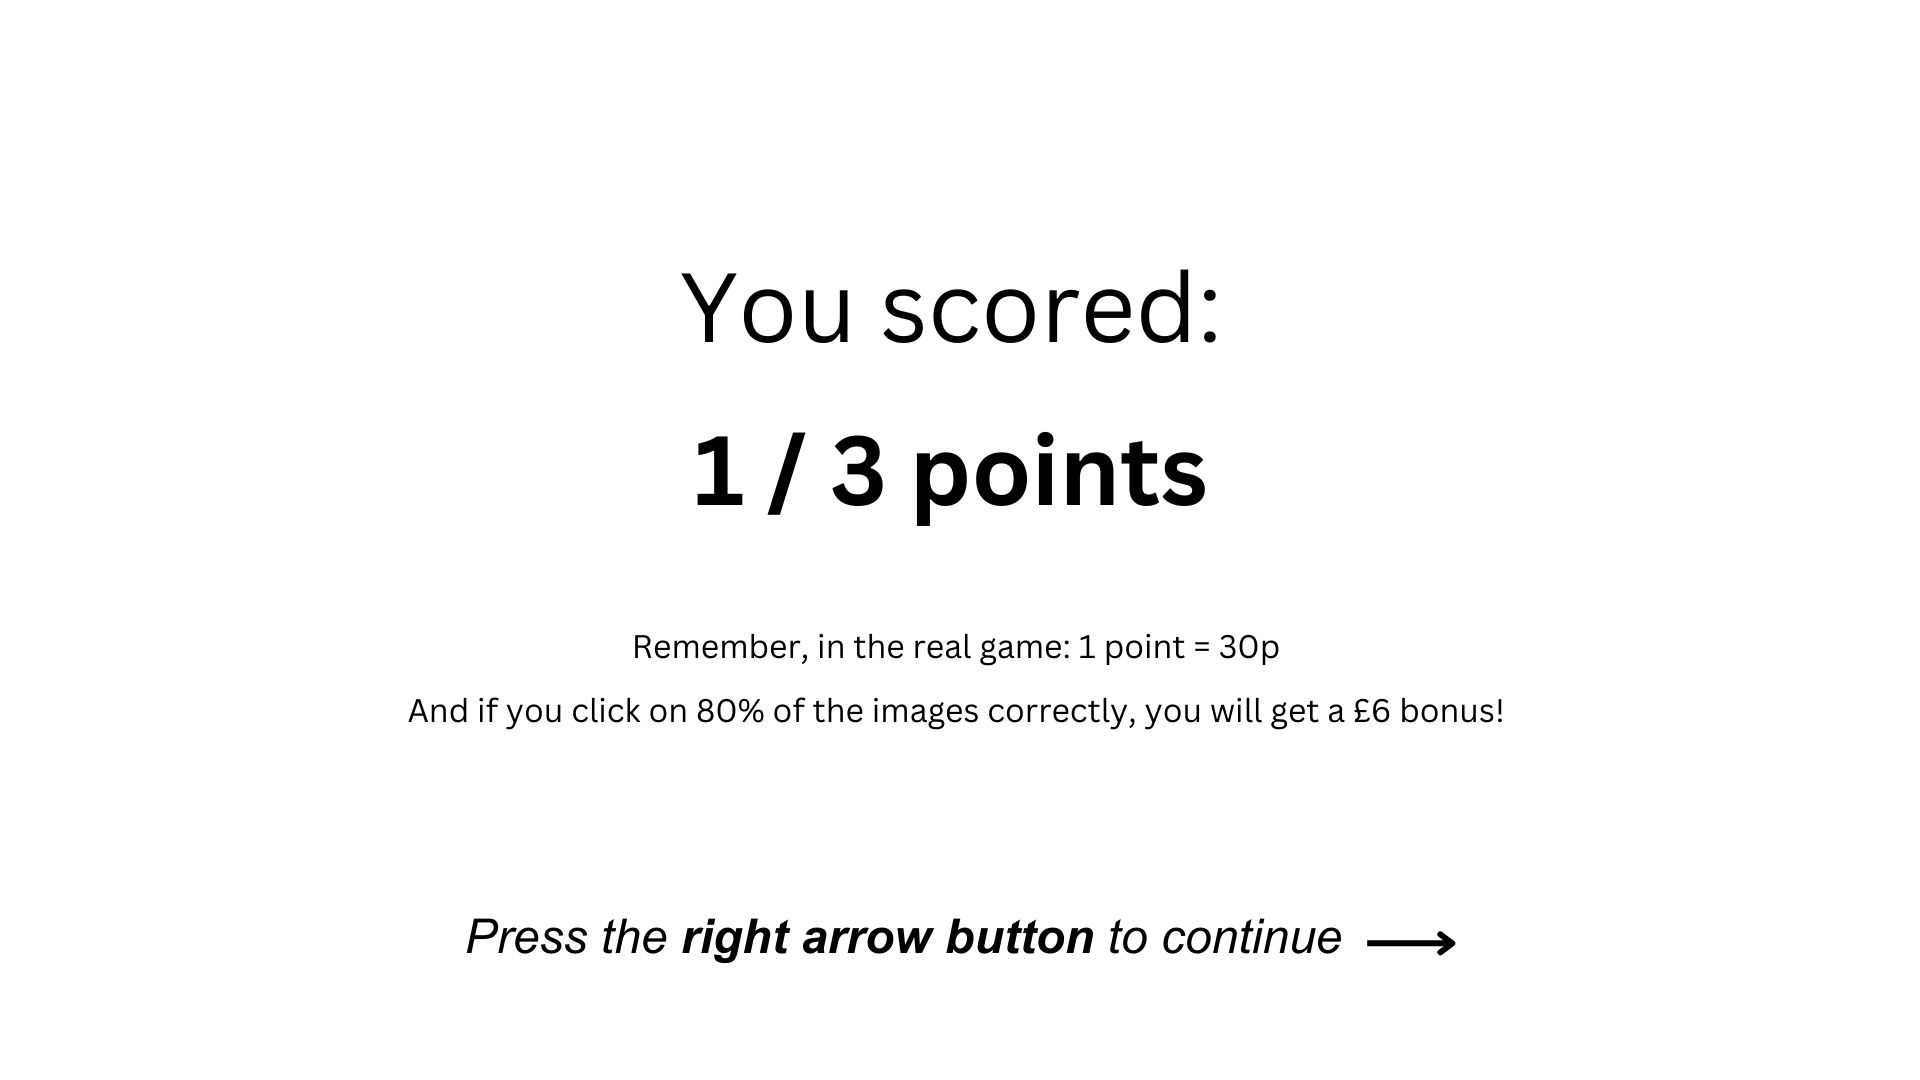 You scored:
1 / 3 points
Remember, in the real game: 1 point = 30p
And if you click on 80% of the images correctly, you will get a £6 bonus!
Press the right arrow button to continue